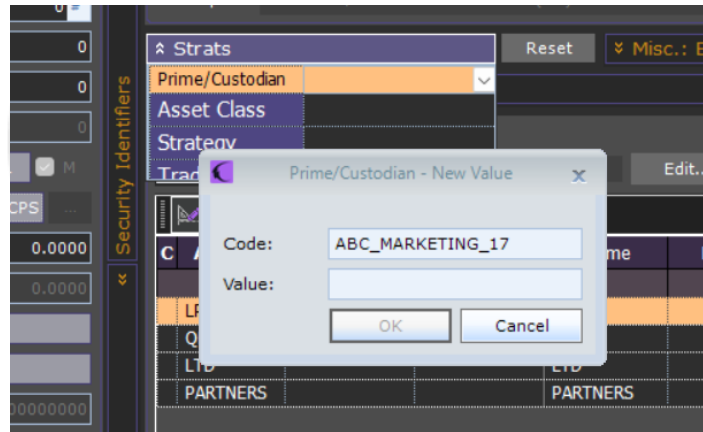 0
0
Strats
Reset
Misc.: E
0
Prime/Custodian
Asset Class
0
Strategy
M
Prime/Custodian - New Value
x
Edit..
CPS
...
Security Identifiers
Code:
ABC_MARKETING_17
0.0000
C
me
Value:
0.0000
OK
Cancel
LTD
LTD
PARTNERS
PARTNERS
00000000